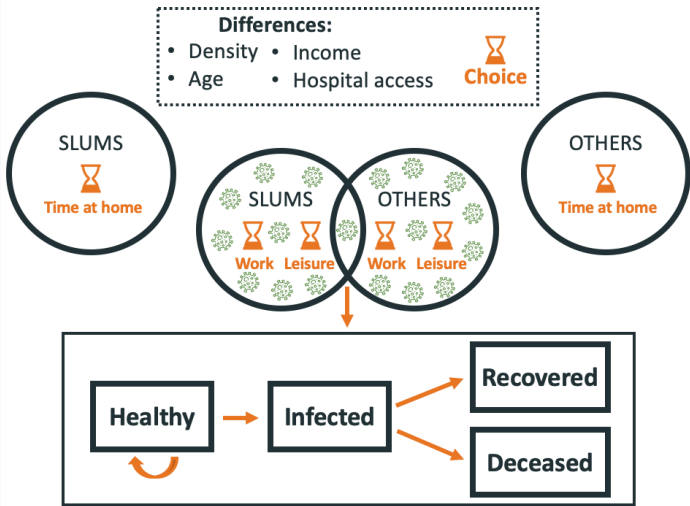 Differences:
• Density • Income
• Age • Hospital access
Choice
SLUMS
Time at home
SLUMS
Work Leisure
OTHERS
Work Leisure
OTHERS
Time at home
Healthy
Infected
Recovered
Deceased